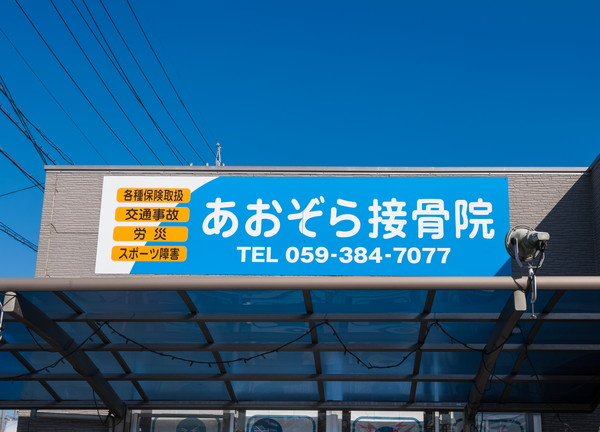 各種保険取扱
交通事故
労災
スポーツ障害
あおぞら接骨院
TEL 059-384-7077